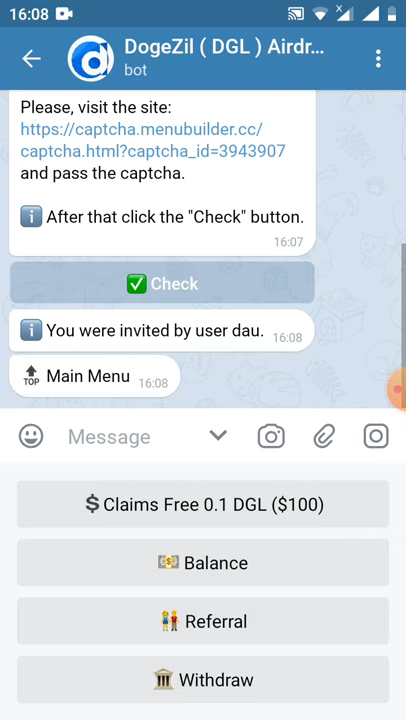 16:08
DogeZil ( DGL ) Airdr...
bot
Please, visit the site:
https://captcha.menubuilder.cc/
captcha.html?captcha_id=3943907
and pass the captcha.
ℹ️ After that click the "Check" button.
16:07
✅ Check
ℹ️ You were invited by user dau.
16:08
🔝 Main Menu
16:08
Message
💲Claims Free 0.1 DGL ($100)
💵 Balance
👫 Referral
🏛 Withdraw